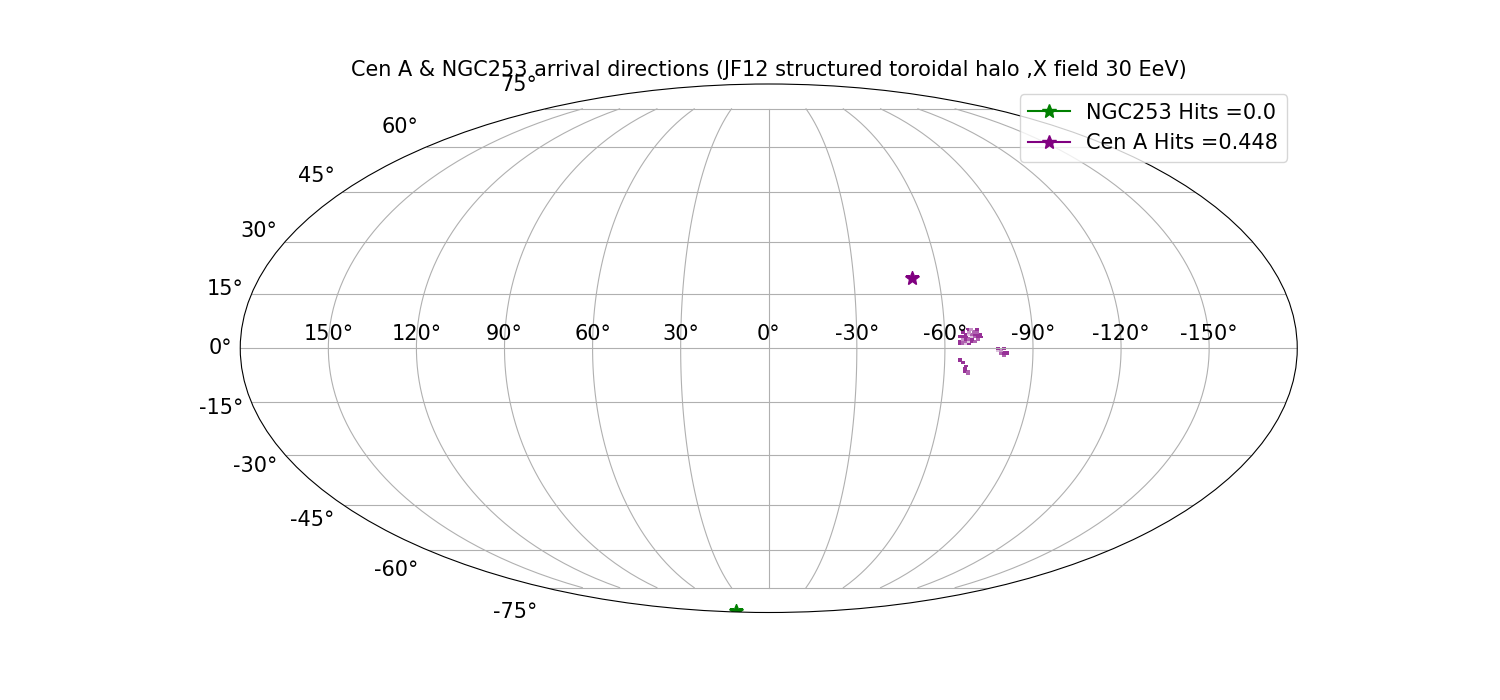 Cen A & NGC253 arrival directions (JF12 structured toroidal halo ,X field 30 EeV)
75°
NGC253 Hits =0.0
60°
Cen A Hits =0.448
45°
30°
15°
150° 120° 90° 60° 30° 0° -30° -60° -90° -120° -150°
0°
-15°
-30°
-45°
-60°
-75°